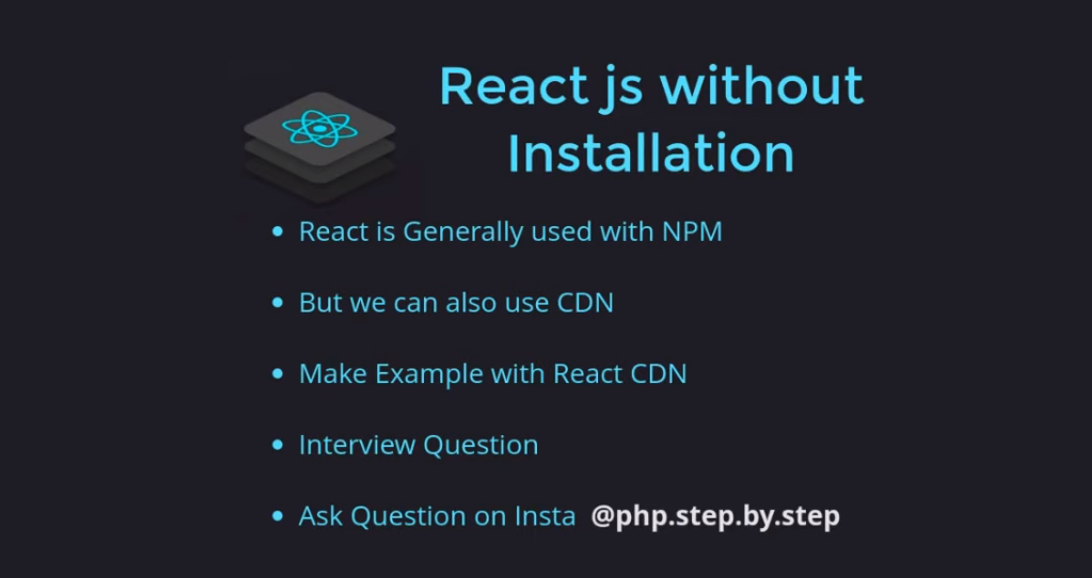 React js without
Installation
• React is Generally used with NPM
• But we can also use CDN
• Make Example with React CDN
• Interview Question
• Ask Question on Insta @php.step.by.step